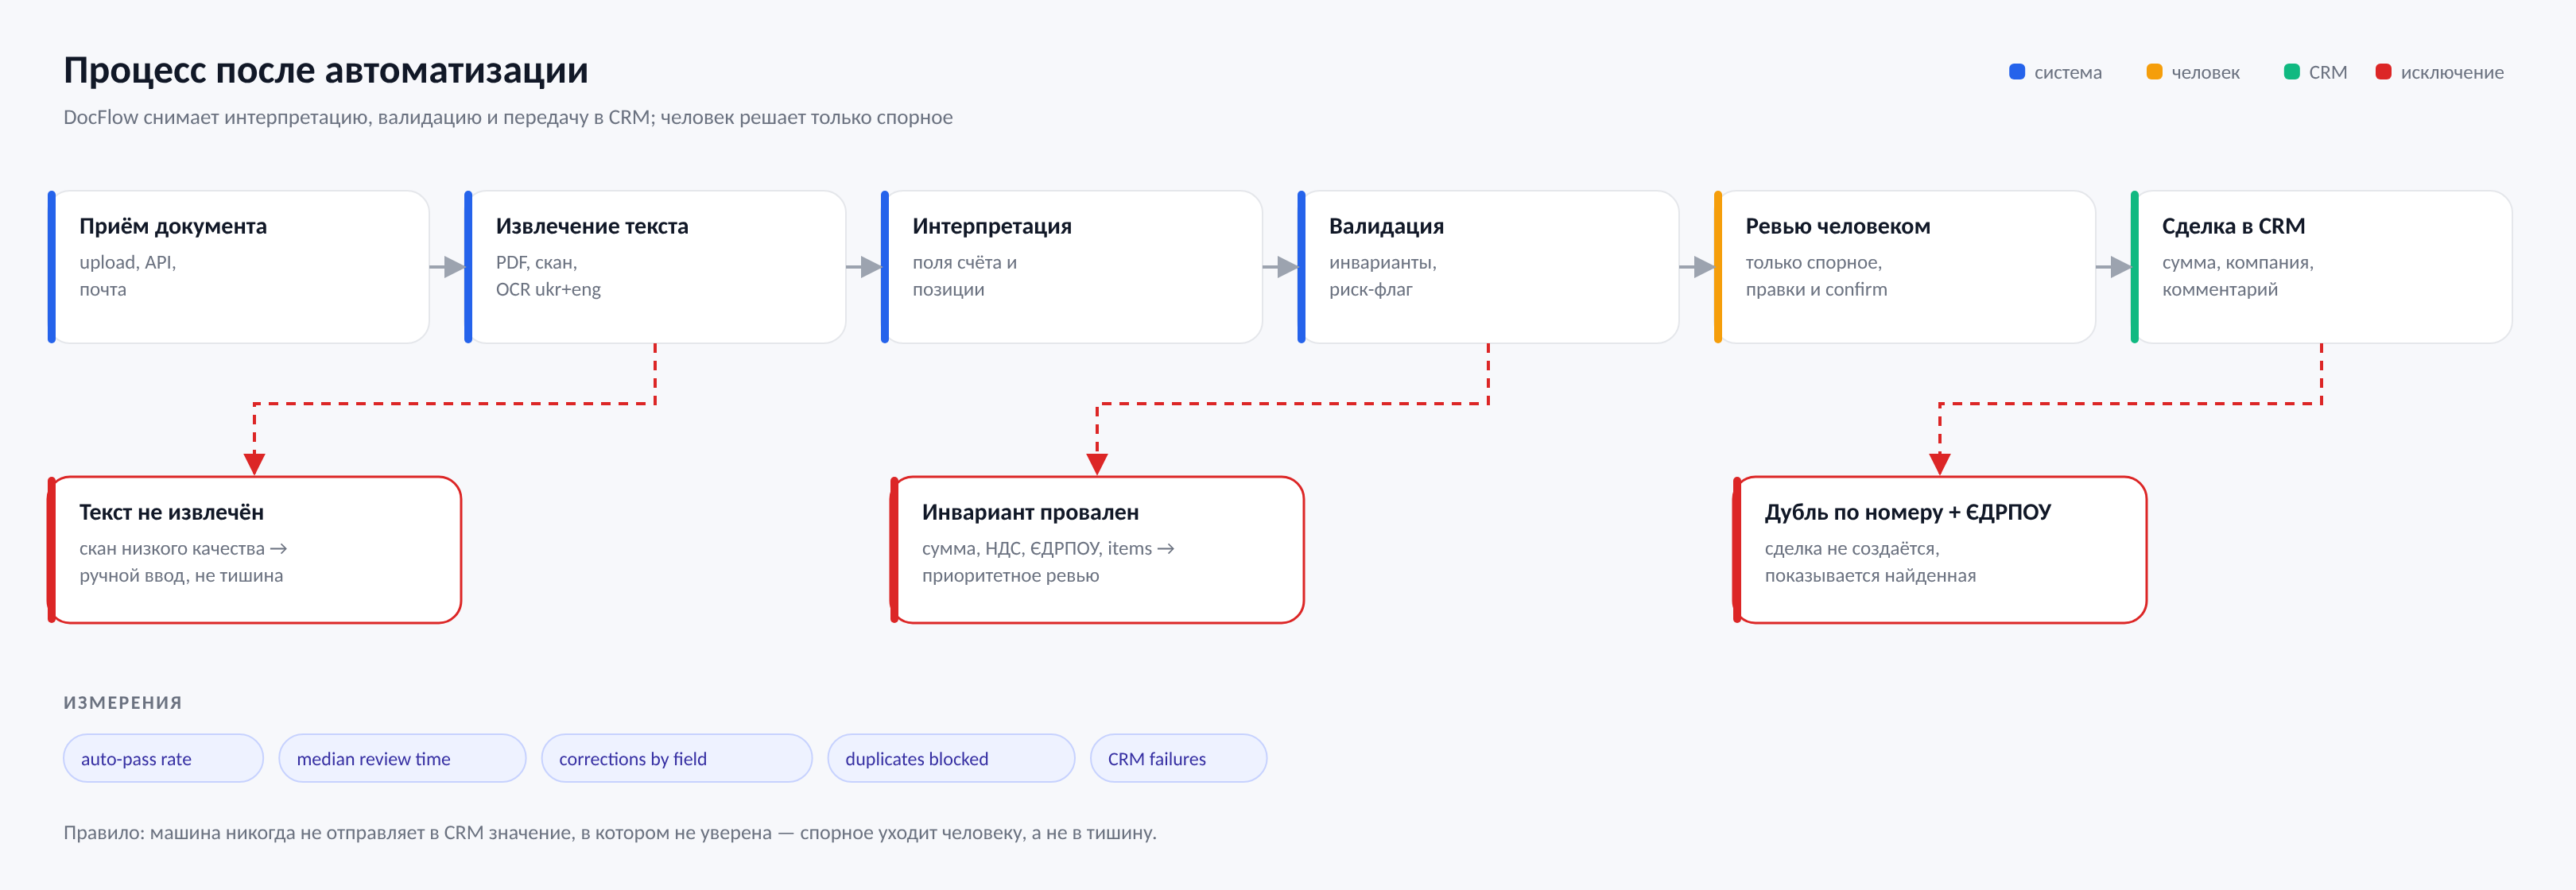 Процесс после автоматизации
DocFlow снимает интерпретацию, валидацию и передачу в CRM; человек решает только спорное
система
человек
CRM
исключение
Приём документа
upload, API,
почта
Извлечение текста
PDF, скан,
OCR ukr+eng
Интерпретация
поля счёта и
позиции
Валидация
инварианты,
риск-флаг
Ревью человеком
только спорное,
правки и confirm
Сделка в CRM
сумма, компания,
комментарий
Текст не извлечён
скан низкого качества →
ручной ввод, не тишина
Инвариант провален
сумма, НДС, ЄДРПОУ, items →
приоритетное ревью
Дубль по номеру + ЄДРПОУ
сделка не создаётся,
показывается найденная
ИЗМЕРЕНИЯ
auto-pass rate
median review time
corrections by field
duplicates blocked
CRM failures
Правило: машина никогда не отправляет в CRM значение, в котором не уверена — спорное уходит человеку, а не в тишину.